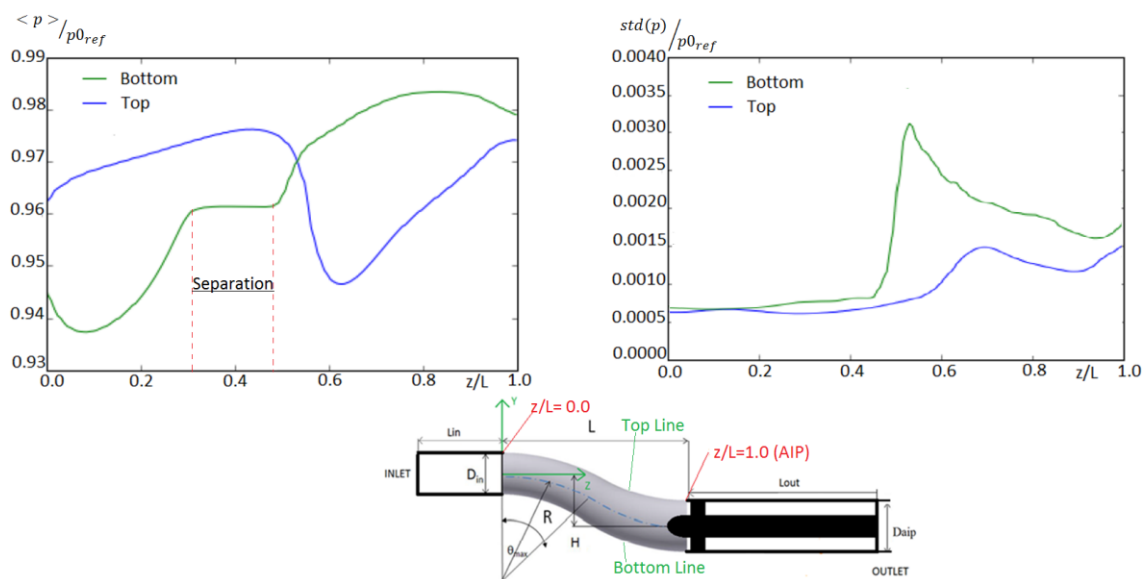 < p >/p0ref
0.99
0.98
0.97
0.96
0.95
0.94
0.93
Bottom
Top
Separation
0.0 0.2 0.4 0.6 0.8 1.0
z/L
std(p)/p0ref
0.0040
0.0035
0.0030
0.0025
0.0020
0.0015
0.0010
0.0005
0.0000
Bottom
Top
0.0 0.2 0.4 0.6 0.8 1.0
z/L
Y
z/L= 0.0
Lin
L
Top Line
z/L=1.0 (AIP)
INLET
Din
Z
Lout
R
H
θmax
Daip
Bottom Line
OUTLET